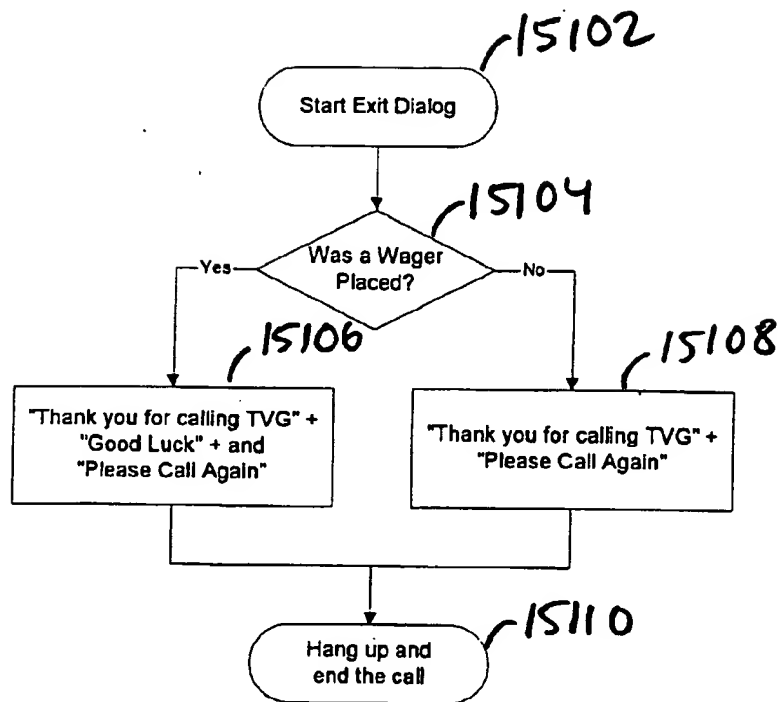 15102
Start Exit Dialog
15104
Was a Wager
Placed?
Yes
No
15106
15108
"Thank you for calling TVG" +
"Good Luck" + and
"Please Call Again"
"Thank you for calling TVG" +
"Please Call Again"
15110
Hang up and
end the call